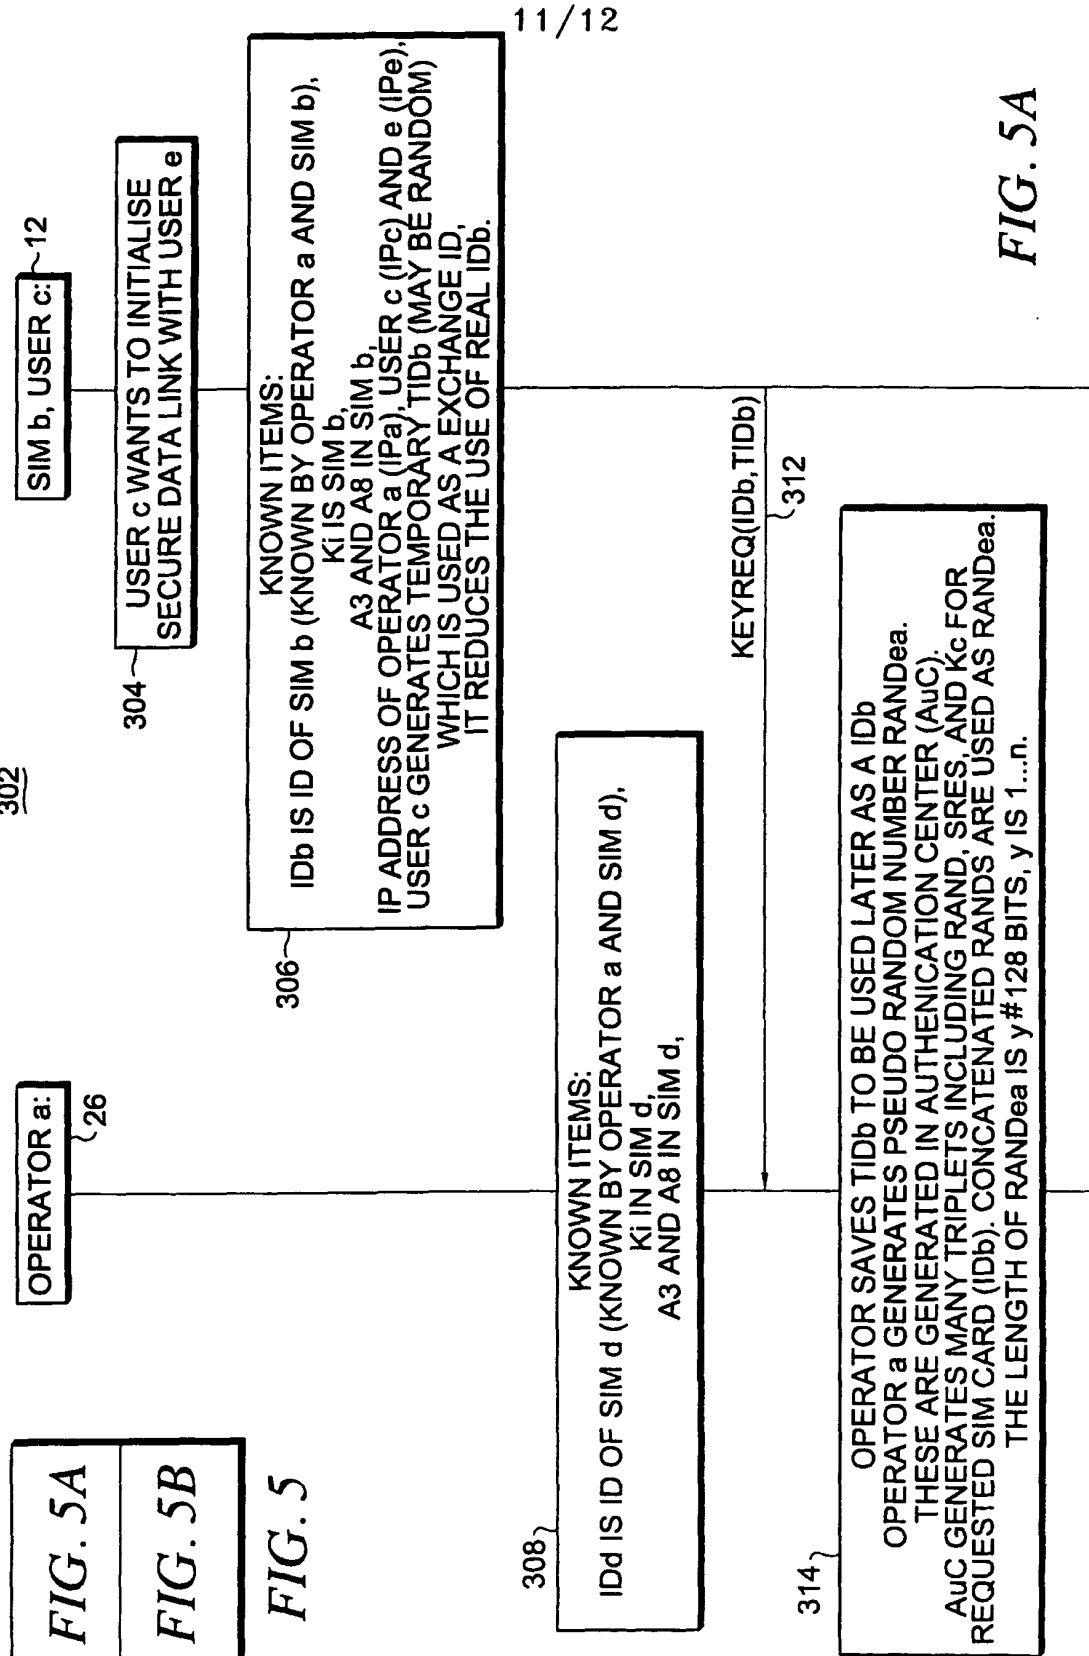 11/12
FIG. 5A
FIG. 5B
FIG. 5
302
OPERATOR a:
26
SIM b, USER c:
12
304
USER c WANTS TO INITIALISE
SECURE DATA LINK WITH USER e
306
KNOWN ITEMS:
IDb IS ID OF SIM b (KNOWN BY OPERATOR a AND SIM b),
Ki IS SIM b,
A3 AND A8 IN SIM b,
IP ADDRESS OF OPERATOR a (IPa), USER c (IPc) AND e (IPe),
USER c GENERATES TEMPORARY TIDb (MAY BE RANDOM)
WHICH IS USED AS A EXCHANGE ID,
IT REDUCES THE USE OF REAL IDb.
308
KNOWN ITEMS:
IDd IS ID OF SIM d (KNOWN BY OPERATOR a AND SIM d),
Ki IN SIM d,
A3 AND A8 IN SIM d,
KEYREQ(IDb,TIDb)
312
314
OPERATOR SAVES TIDb TO BE USED LATER AS A IDb
OPERATOR a GENERATES PSEUDO RANDOM NUMBER RANDea.
THESE ARE GENERATED IN AUTHENICATION CENTER (AuC).
AuC GENERATES MANY TRIPLETS INCLUDING RAND, SRES, AND Kc FOR
REQUESTED SIM CARD (IDb). CONCATENATED RANDS ARE USED AS RANDea.
THE LENGTH OF RANDea IS y#128 BITS, y IS 1...n.
FIG. 5A